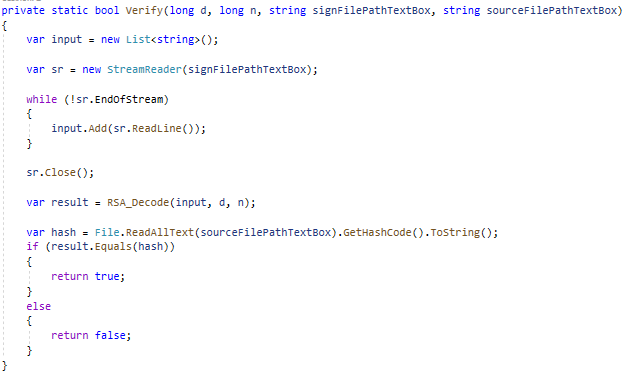 private static bool Verify(long d, long n, string signFilePathTextBox, string sourceFilePathTextBox)
{
    var input = new List<string>();

    var sr = new StreamReader(signFilePathTextBox);

    while (!sr.EndOfStream)
    {
        input.Add(sr.ReadLine());
    }

    sr.Close();

    var result = RSA_Decode(input, d, n);

    var hash = File.ReadAllText(sourceFilePathTextBox).GetHashCode().ToString();
    if (result.Equals(hash))
    {
        return true;
    }
    else
    {
        return false;
    }
}